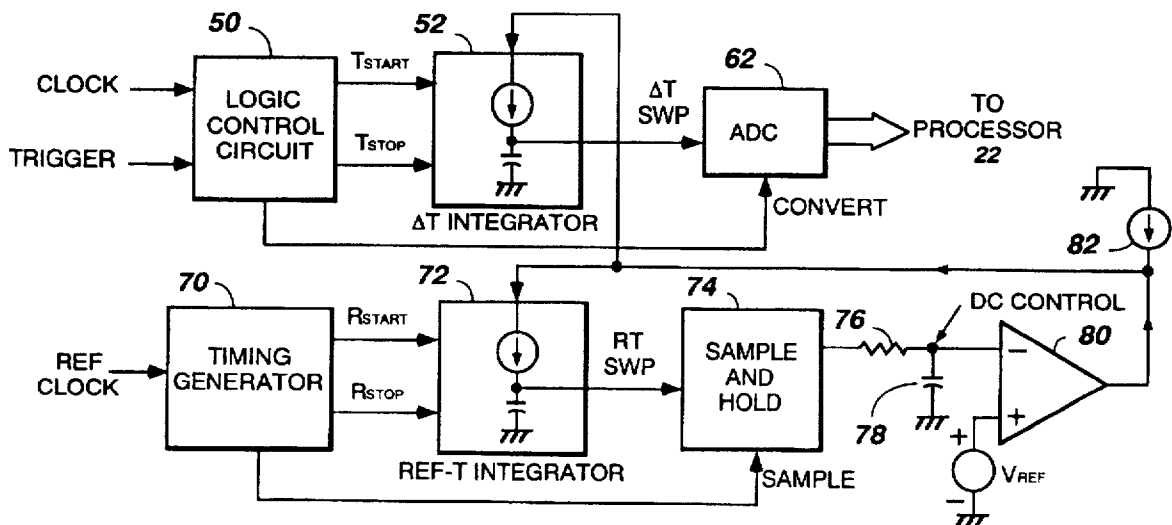 50
52
62
CLOCK
TRIGGER
LOGIC
CONTROL
CIRCUIT
TSTART
TSTOP
ΔT INTEGRATOR
ΔT
SWP
ADC
CONVERT
TO
PROCESSOR
22
82
70
72
74
REF
CLOCK
TIMING
GENERATOR
RSTART
RSTOP
REF-T INTEGRATOR
RT
SWP
SAMPLE
AND
HOLD
SAMPLE
76
78
DC CONTROL
80
−
+
+
−
VREF